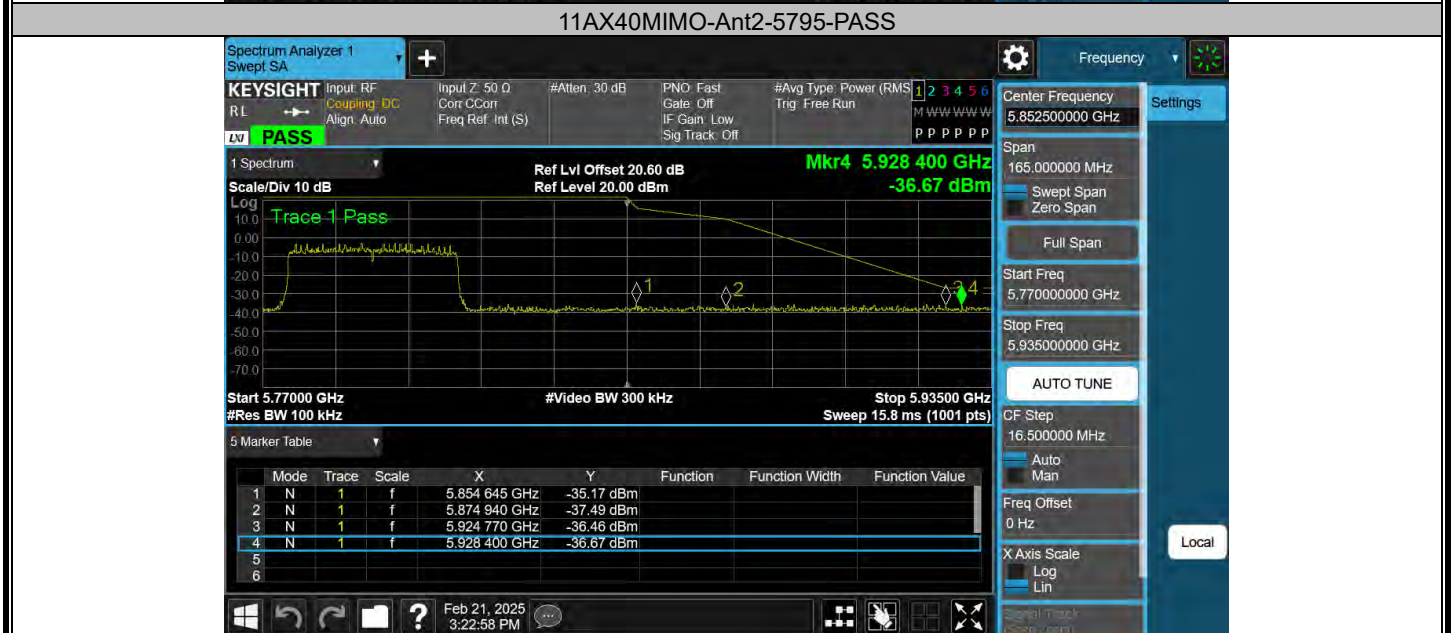 11AX40MIMO-Ant2-5795-PASS
Spectrum Analyzer 1
Swept SA
+
Frequency
KEYSIGHT
RL
LXI PASS
Input: RF
Coupling: DC
Align: Auto
Input Z: 50 Ω
Corr CCorr
Freq Ref: Int (S)
#Atten: 30 dB
PNO: Fast
Gate: Off
IF Gain: Low
Sig Track: Off
#Avg Type: Power (RMS
Trig: Free Run
1 2 3 4 5 6
M W W W W W
P P P P P P
Settings
Center Frequency
5.852500000 GHz
Span
165.000000 MHz
Swept Span
Zero Span
Full Span
Start Freq
5.770000000 GHz
Stop Freq
5.935000000 GHz
AUTO TUNE
CF Step
16.500000 MHz
Auto
Man
Freq Offset
0 Hz
X Axis Scale
Log
Lin
Signal Track
Local
1 Spectrum
Ref Lvl Offset 20.60 dB
Mkr4 5.928 400 GHz
Scale/Div 10 dB
Ref Level 20.00 dBm
-36.67 dBm
Log
Trace 1 Pass
10.0
0.00
-10.0
-20.0
-30.0
-40.0
-50.0
-60.0
-70.0
1
2
3 4
Start 5.77000 GHz
#Video BW 300 kHz
Stop 5.93500 GHz
#Res BW 100 kHz
Sweep 15.8 ms (1001 pts)
5 Marker Table
Mode Trace Scale X Y Function Function Width Function Value
1 N 1 f 5.854 645 GHz -35.17 dBm
2 N 1 f 5.874 940 GHz -37.49 dBm
3 N 1 f 5.924 770 GHz -36.46 dBm
4 N 1 f 5.928 400 GHz -36.67 dBm
5
6
?
Feb 21, 2025
3:22:58 PM